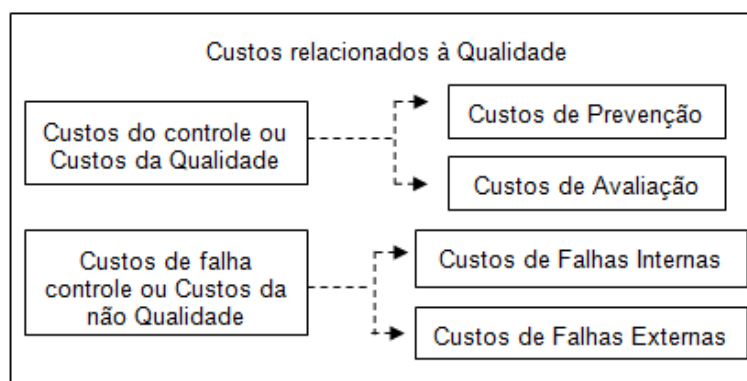 Custos relacionados à Qualidade
Custos do controle ou
Custos da Qualidade
Custos de Prevenção
Custos de Avaliação
Custos de falha
controle ou Custos da
não Qualidade
Custos de Falhas Internas
Custos de Falhas Externas